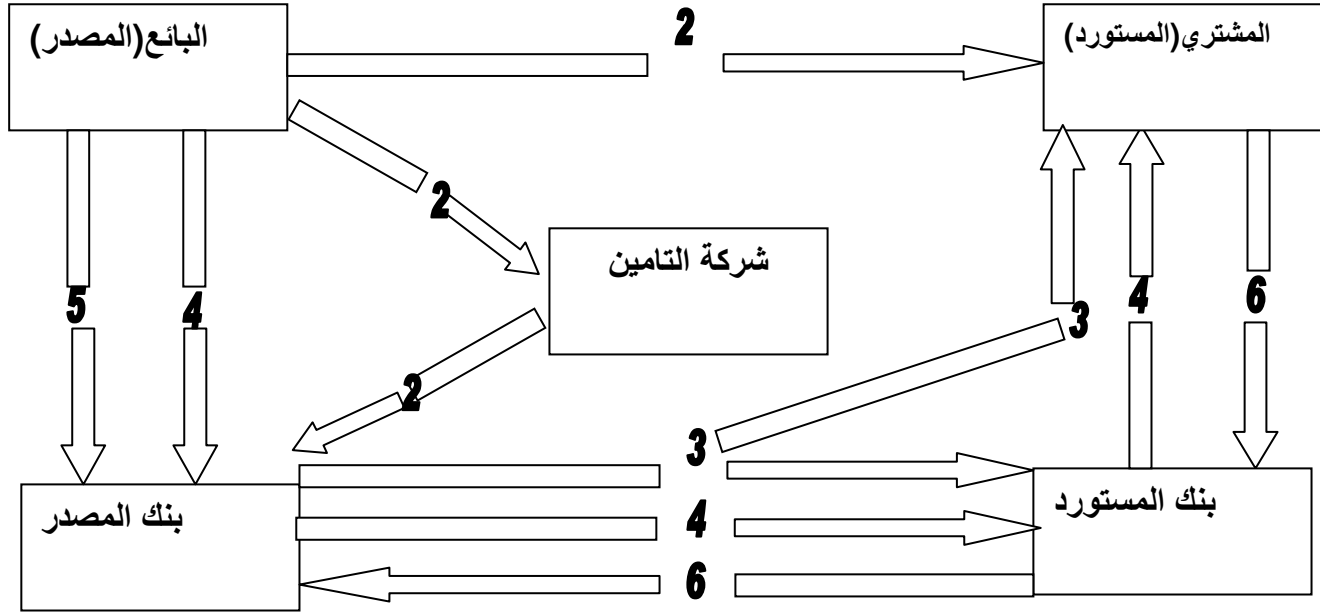 البائع(المصدر)
2
المشتري(المستورد)
2
شركة التامين
5
4
3
4
6
2
3
بنك المصدر
4
بنك المستورد
6